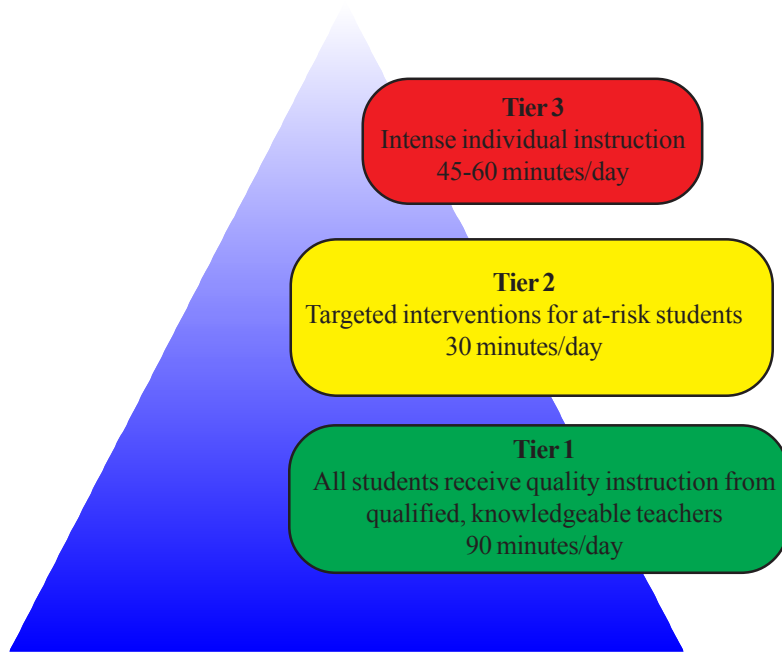 Tier 3
Intense individual instruction
45-60 minutes/day
Tier 2
Targeted interventions for at-risk students
30 minutes/day
Tier 1
All students receive quality instruction from
qualified, knowledgeable teachers
90 minutes/day